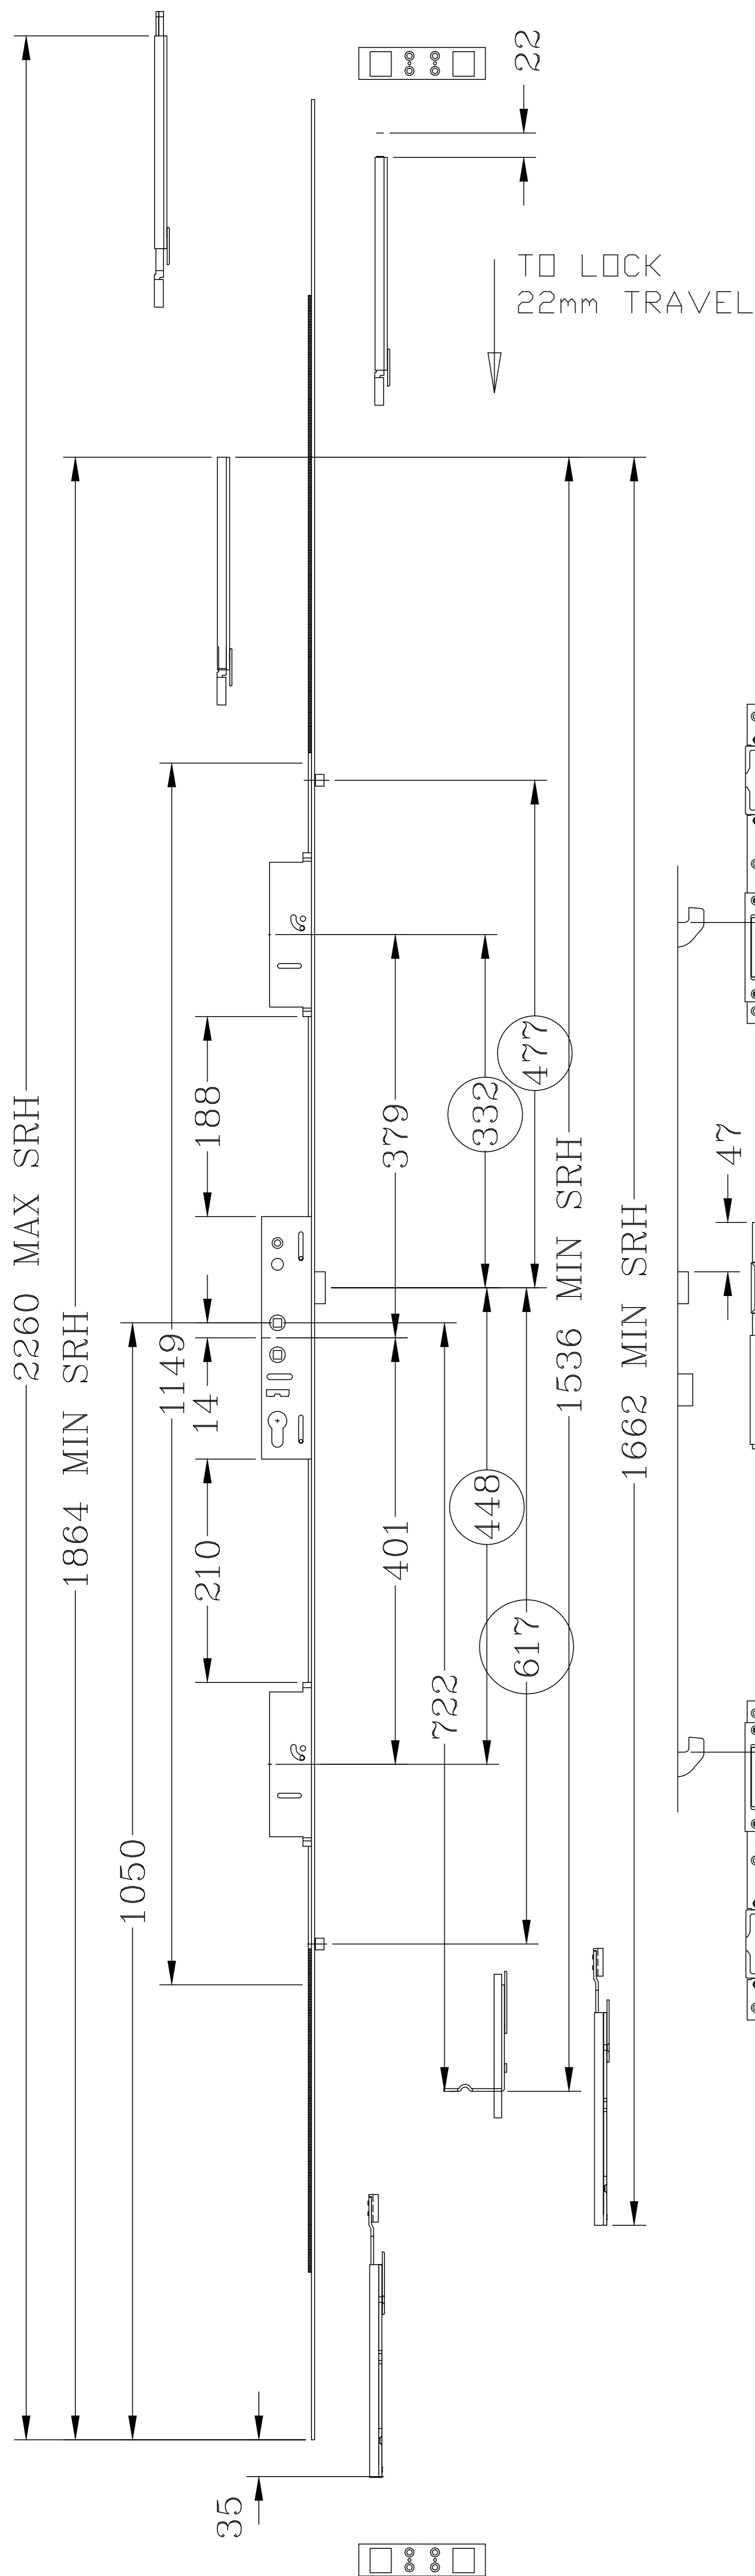 22
TO LOCK
22mm TRAVEL
2260 MAX SRH
1864 MIN SRH
1149
188
14
210
1050
379
401
332
477
448
617
722
1536 MIN SRH
1662 MIN SRH
47
35